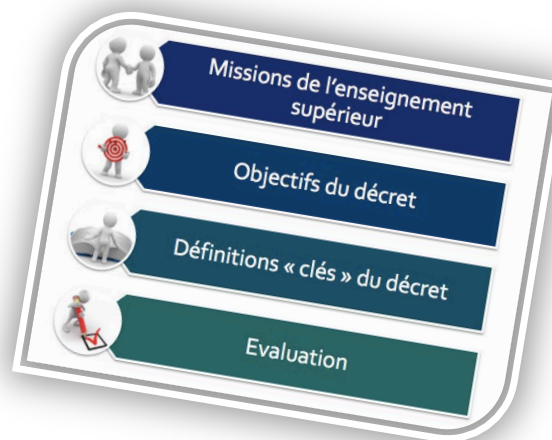 Missions de l'enseignement
supérieur
Objectifs du décret
Définitions « clés » du décret
Evaluation